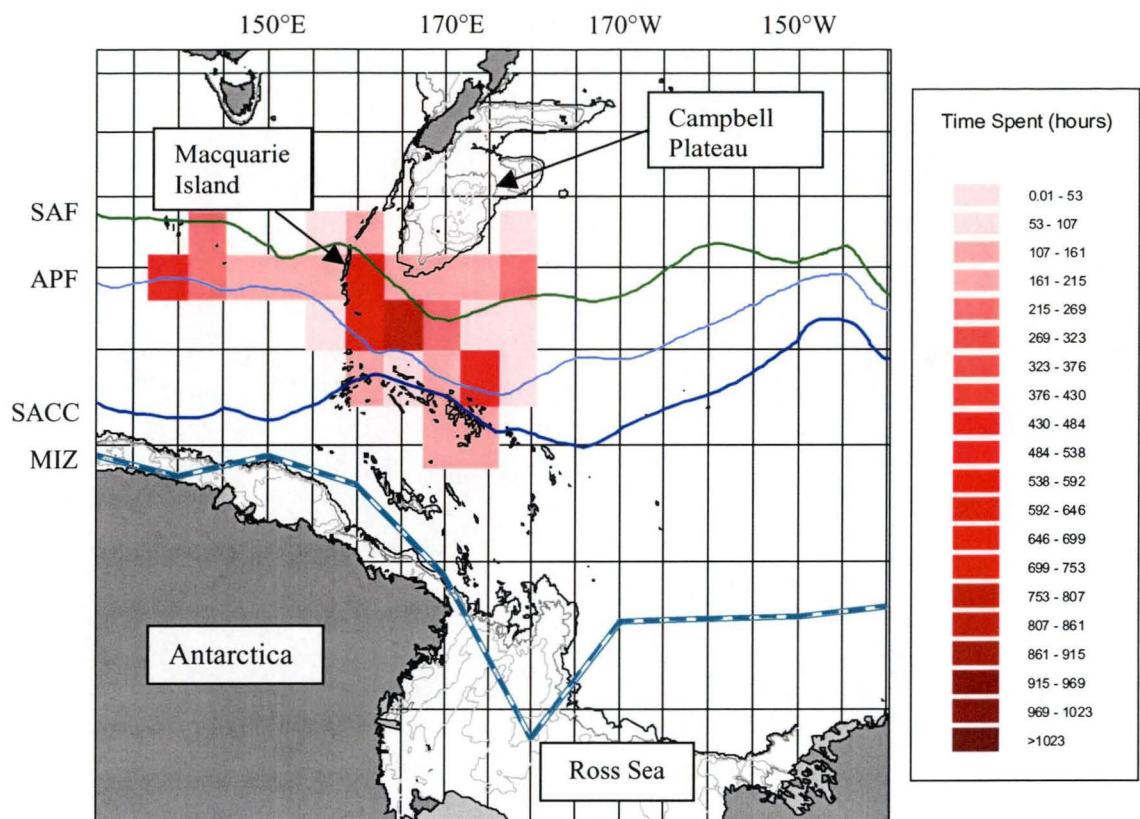 150°E
170°E
170°W
150°W
Macquarie
Island
Campbell
Plateau
SAF
APF
SACC
MIZ
Antarctica
Ross Sea
Time Spent (hours)
0.01 - 53
53 - 107
107 - 161
161 - 215
215 - 269
269 - 323
323 - 376
376 - 430
430 - 484
484 - 538
538 - 592
592 - 646
646 - 699
699 - 753
753 - 807
807 - 861
861 - 915
915 - 969
969 - 1023
>1023